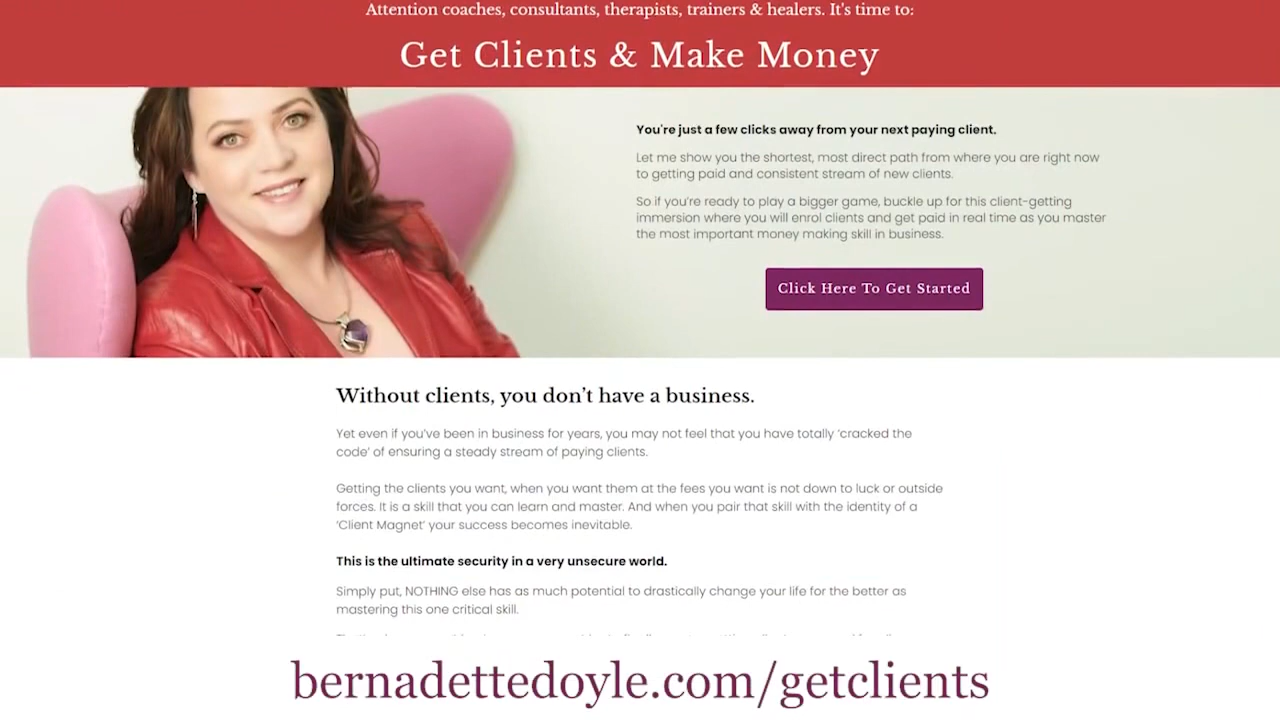 Attention coaches, consultants, therapists, trainers & healers. It's time to:
Get Clients & Make Money
You're just a few clicks away from your next paying client.
Let me show you the shortest, most direct path from where you are right now
to getting paid and consistent stream of new clients.
So if you're ready to play a bigger game, buckle up for this client-getting
immersion where you will enrol clients and get paid in real time as you master
the most important money making skill in business.
Click Here To Get Started
Without clients, you don't have a business.
Yet even if you've been in business for years, you may not feel that you have totally 'cracked the
code' of ensuring a steady stream of paying clients.
Getting the clients you want, when you want them at the fees you want is not down to luck or outside
forces. It is a skill that you can learn and master. And when you pair that skill with the identity of a
'Client Magnet' your success becomes inevitable.
This is the ultimate security in a very unsecure world.
Simply put, NOTHING else has as much potential to drastically change your life for the better as
mastering this one critical skill.
bernadettedoyle.com/getclients